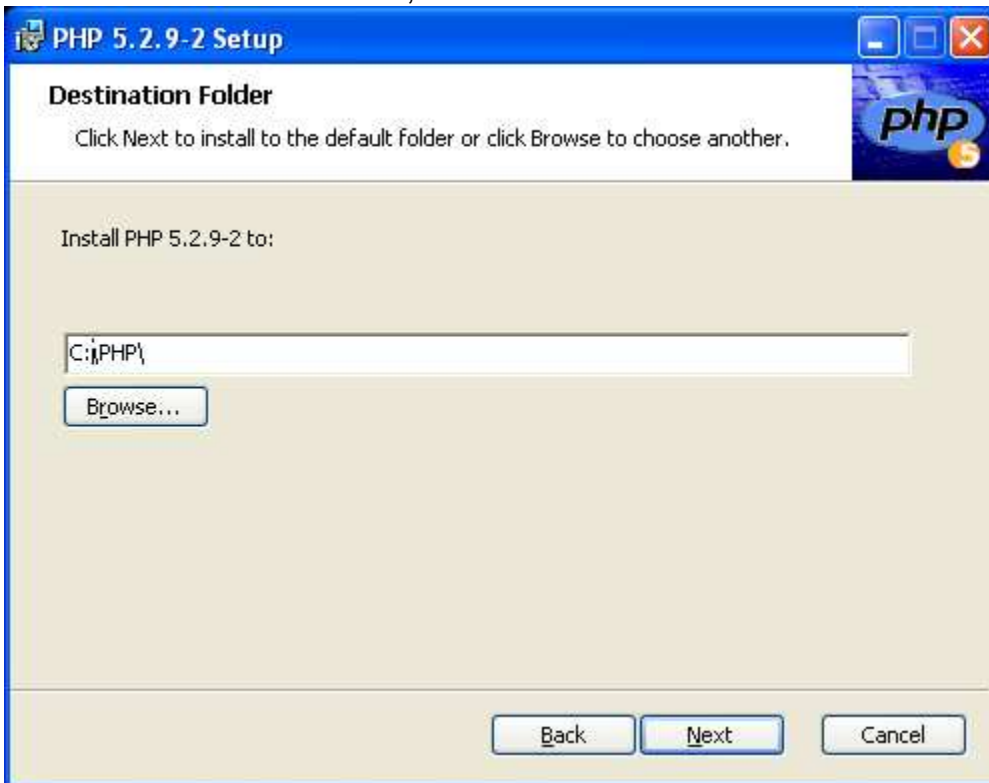 PHP 5.2.9-2 Setup
Destination Folder
Click Next to install to the default folder or click Browse to choose another.
php
5
Install PHP 5.2.9-2 to:
C:\PHP\
Browse...
Back
Next
Cancel